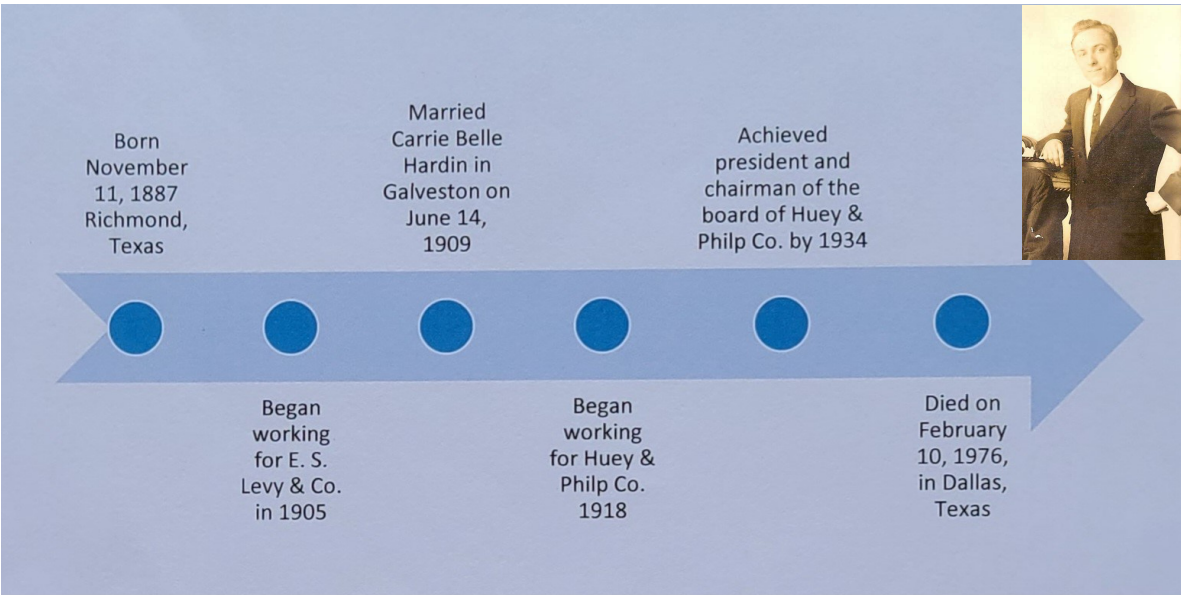 Born
November
11, 1887
Richmond,
Texas
Began
working
for E. S.
Levy & Co.
in 1905
Married
Carrie Belle
Hardin in
Galveston on
June 14,
1909
Began
working
for Huey &
Philp Co.
1918
Achieved
president and
chairman of the
board of Huey &
Philp Co. by 1934
Died on
February
10, 1976,
in Dallas,
Texas